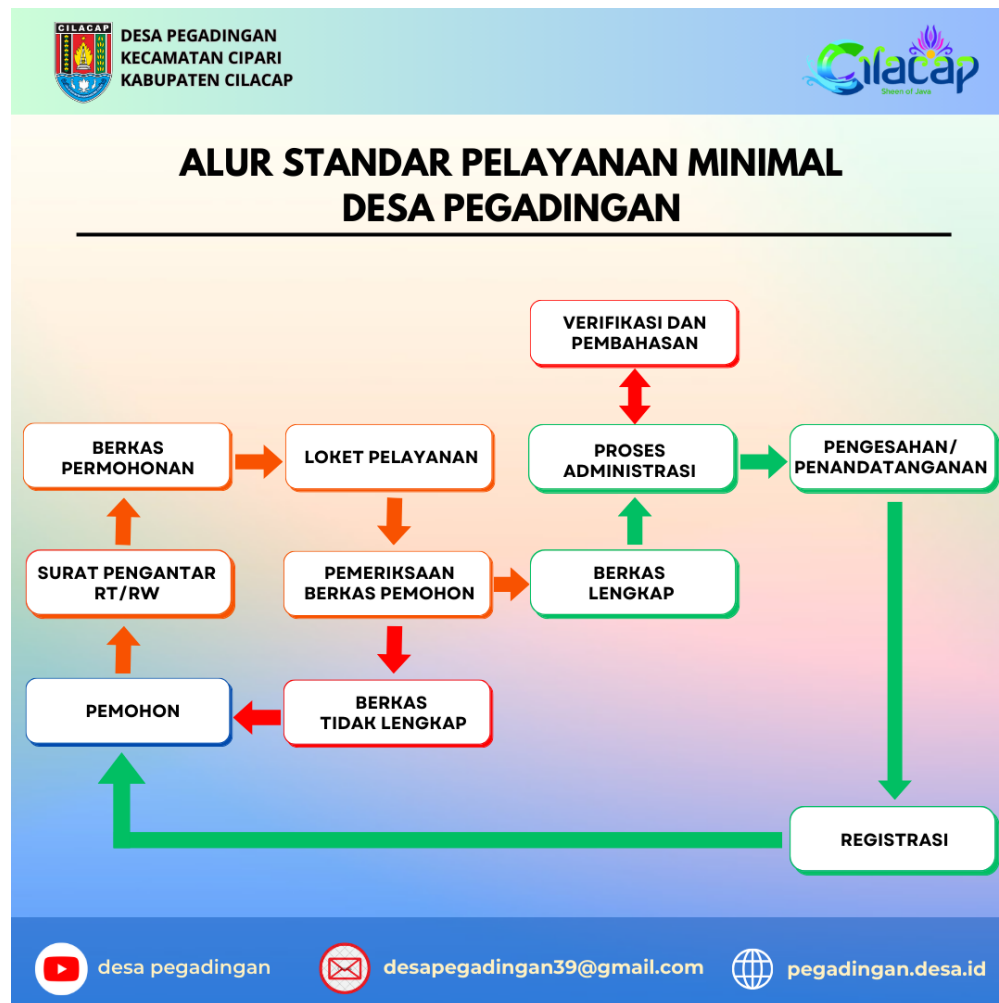 CILACAP
DESA PEGADINGAN
KECAMATAN CIPARI
KABUPATEN CILACAP
Cilacap
Sheen of Java
ALUR STANDAR PELAYANAN MINIMAL
DESA PEGADINGAN
VERIFIKASI DAN
PEMBAHASAN
BERKAS
PERMOHONAN
LOKET PELAYANAN
PROSES
ADMINISTRASI
PENGESAHAN/
PENANDATANGANAN
SURAT PENGANTAR
RT/RW
PEMERIKSAAN
BERKAS PEMOHON
BERKAS
LENGKAP
PEMOHON
BERKAS
TIDAK LENGKAP
REGISTRASI
desa pegadingan
desapegadingan39@gmail.com
pegadingan.desa.id